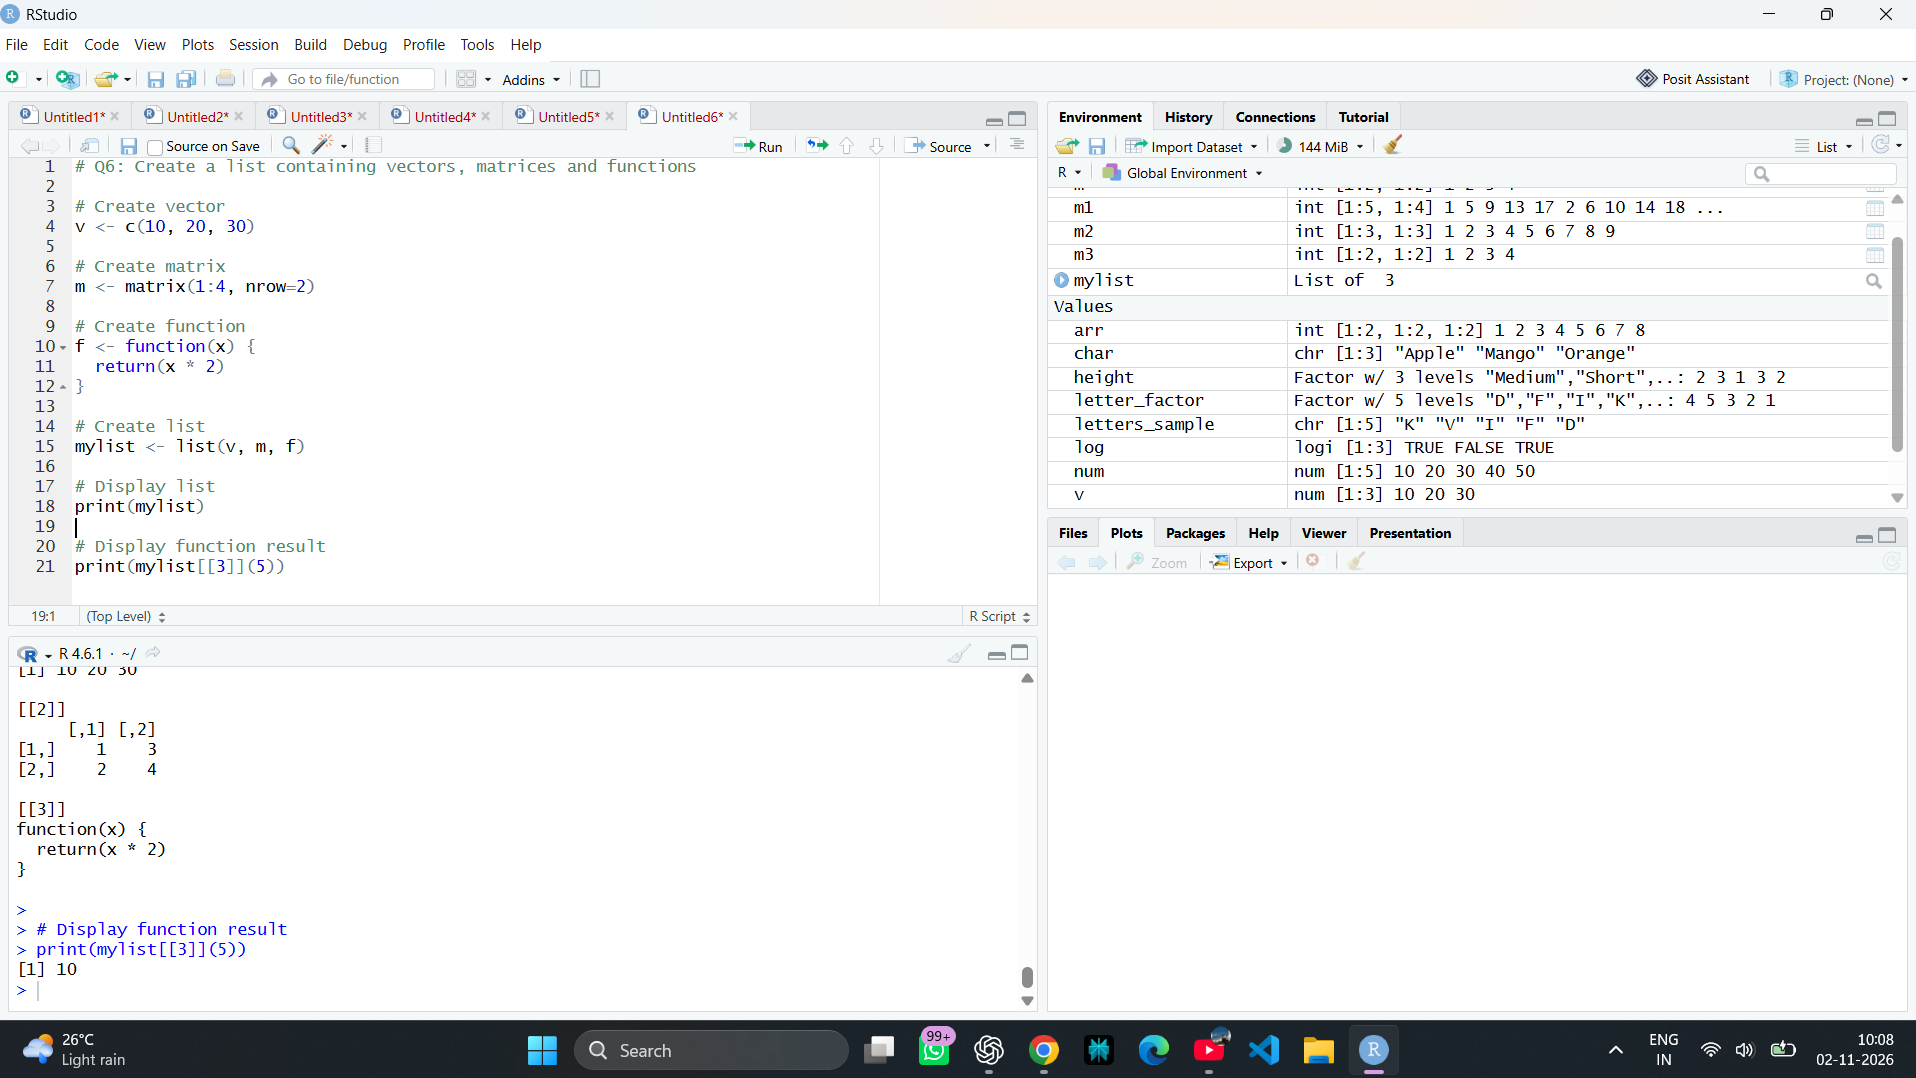 RStudio
File Edit Code View Plots Session Build Debug Profile Tools Help
Go to file/function Addins Posit Assistant Project: (None)
Untitled1* Untitled2* Untitled3* Untitled4* Untitled5* Untitled6*
Source on Save Run Source
1 # Q6: Create a list containing vectors, matrices and functions
2
3 # Create vector
4 v <- c(10, 20, 30)
5
6 # Create matrix
7 m <- matrix(1:4, nrow=2)
8
9 # Create function
10 f <- function(x) {
11 return(x * 2)
12 }
13
14 # Create list
15 mylist <- list(v, m, f)
16
17 # Display list
18 print(mylist)
19
20 # Display function result
21 print(mylist[[3]](5))
19:1 (Top Level) R Script
R 4.6.1 · ~/
[1] 10 20 30
[[2]]
[,1] [,2]
[1,] 1 3
[2,] 2 4
[[3]]
function(x) {
return(x * 2)
}
>
> # Display function result
> print(mylist[[3]](5))
[1] 10
>
Environment History Connections Tutorial
Import Dataset 144 MiB List
R Global Environment
m int [1:2, 1:2] 1 2 3 4
m1 int [1:5, 1:4] 1 5 9 13 17 2 6 10 14 18 ...
m2 int [1:3, 1:3] 1 2 3 4 5 6 7 8 9
m3 int [1:2, 1:2] 1 2 3 4
mylist List of 3
Values
arr int [1:2, 1:2, 1:2] 1 2 3 4 5 6 7 8
char chr [1:3] "Apple" "Mango" "Orange"
height Factor w/ 3 levels "Medium","Short",..: 2 3 1 3 2
letter_factor Factor w/ 5 levels "D","F","I","K",..: 4 5 3 2 1
letters_sample chr [1:5] "K" "V" "I" "F" "D"
log logi [1:3] TRUE FALSE TRUE
num num [1:5] 10 20 30 40 50
v num [1:3] 10 20 30
Files Plots Packages Help Viewer Presentation
Zoom Export
26°C
Light rain
Search
99+
ENG
IN
10:08
02-11-2026